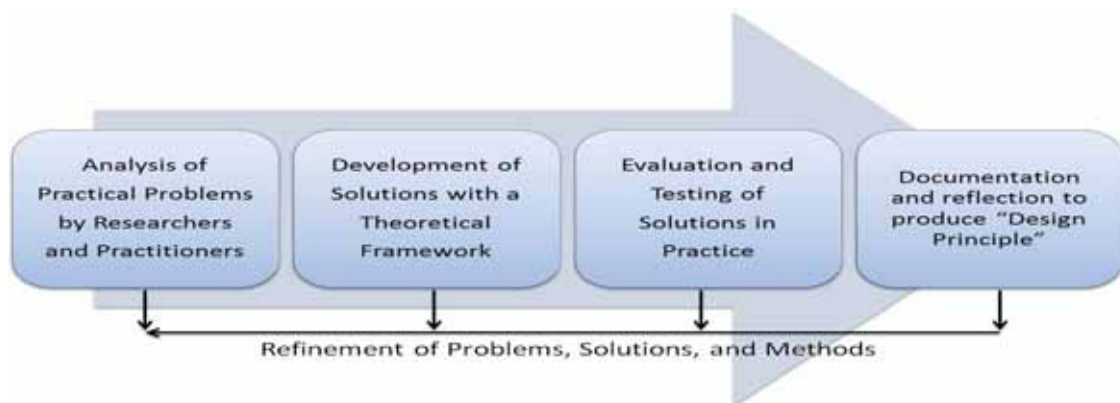 Analysis of
Practical Problems
by Researchers
and Practitioners
Development of
Solutions with a
Theoretical
Framework
Evaluation and
Testing of
Solutions in
Practice
Documentation
and reflection to
produce “Design
Principle”
Refinement of Problems, Solutions, and Methods